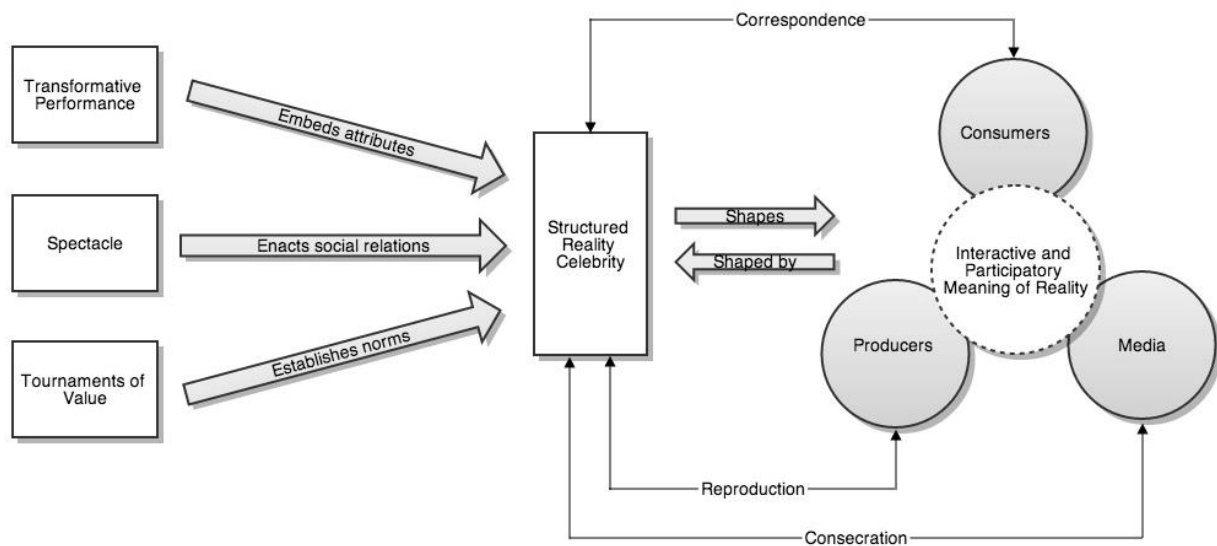 Correspondence
Transformative
Performance
Embeds attributes
Consumers
Spectacle
Enacts social relations
Structured
Reality
Celebrity
Shapes
Shaped by
Interactive and
Participatory
Meaning of Reality
Tournaments of
Value
Establishes norms
Producers
Media
Reproduction
Consecration